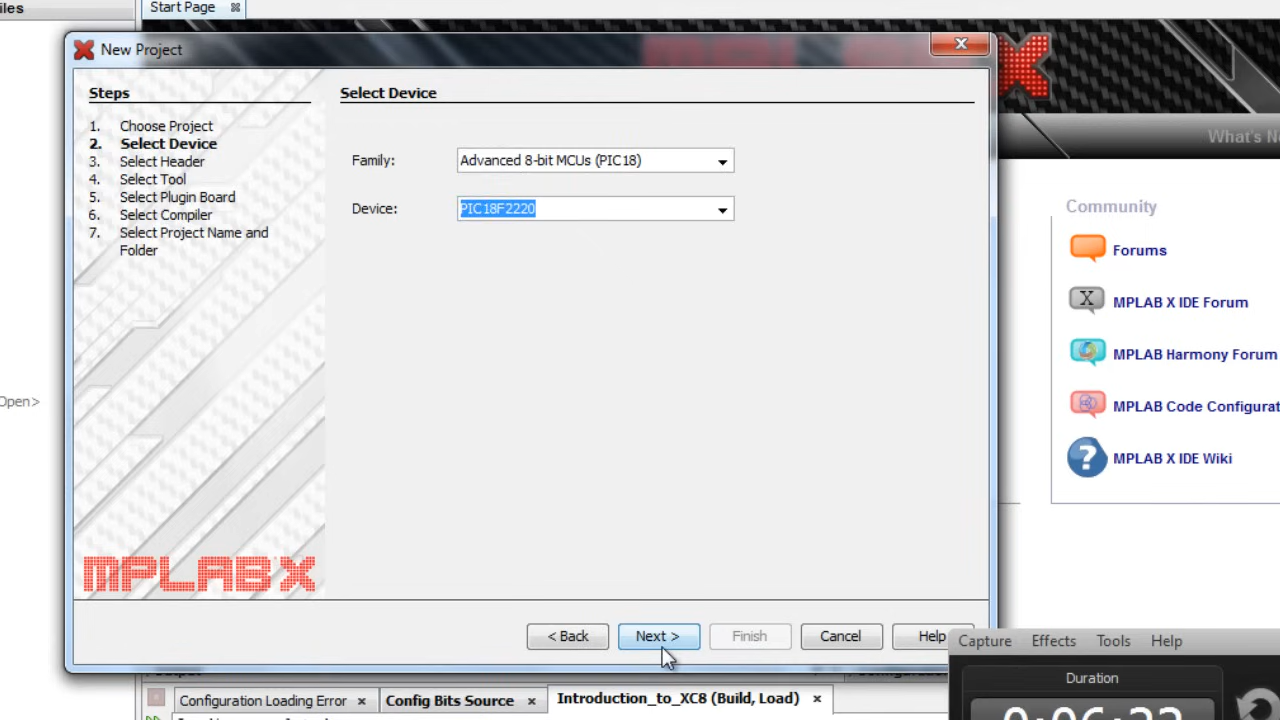 iles
Start Page
New Project
Steps
1. Choose Project
2. Select Device
3. Select Header
4. Select Tool
5. Select Plugin Board
6. Select Compiler
7. Select Project Name and
Folder
MPLAB X
Select Device
Family: Advanced 8-bit MCUs (PIC18)
Device: PIC18F2220
< Back Next > Finish Cancel Help
What's N
Community
Forums
X MPLAB X IDE Forum
MPLAB Harmony Forum
MPLAB Code Configurat
? MPLAB X IDE Wiki
Open>
Configuration Loading Error
Config Bits Source
Introduction_to_XC8 (Build, Load)
Capture Effects Tools Help
Duration